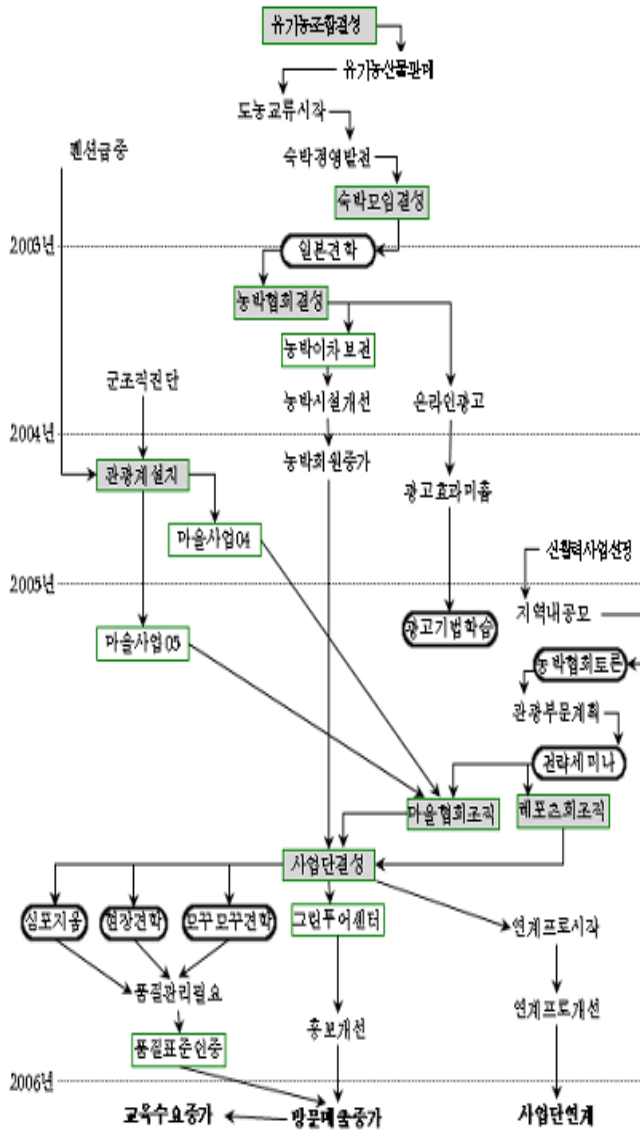 유기농조합결성
유기농산물판매
도농교류시작
펜션급증
숙박경영발전
숙박모임결성
2003년
일본견학
농박협회결성
농박이차보전
군조직진단
농박시설개선
온라인광고
2004년
농박회원증가
관광계설치
광고효과미흡
마을사업04
신활력사업선정
2005년
지역내공모
광고기법학습
마을사업05
농박협회토론
관광부문계획
전략세미나
마을협회조직
레포츠회조직
사업단결성
심포지움
현장견학
모꾸모꾸견학
그린투어센터
연계프로시작
품질관리필요
연계프로개선
홍보개선
품질표준인증
2006년
교육수요증가
방문매출증가
사업단연계